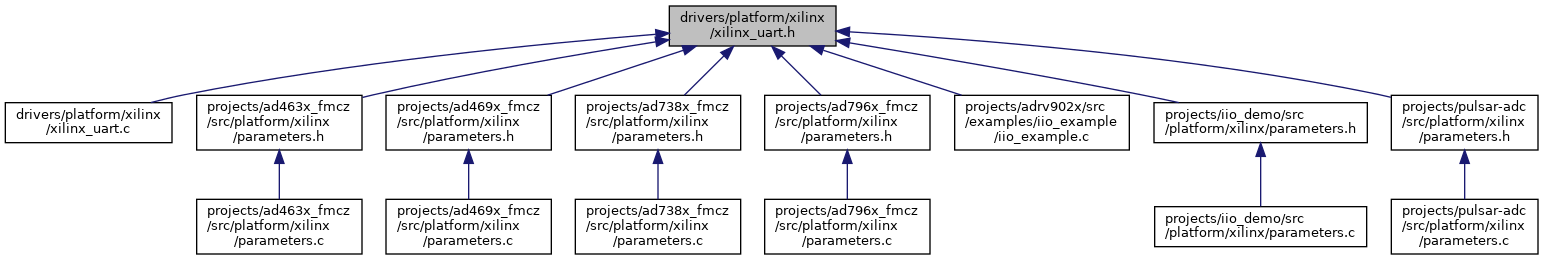 drivers/platform/xilinx
/xilinx_uart.h
drivers/platform/xilinx
/xilinx_uart.c
projects/ad463x_fmcz
/src/platform/xilinx
/parameters.h
projects/ad469x_fmcz
/src/platform/xilinx
/parameters.h
projects/ad738x_fmcz
/src/platform/xilinx
/parameters.h
projects/ad796x_fmcz
/src/platform/xilinx
/parameters.h
projects/adrv902x/src
/examples/iio_example
/iio_example.c
projects/iio_demo/src
/platform/xilinx/parameters.h
projects/pulsar-adc
/src/platform/xilinx
/parameters.h
projects/ad463x_fmcz
/src/platform/xilinx
/parameters.c
projects/ad469x_fmcz
/src/platform/xilinx
/parameters.c
projects/ad738x_fmcz
/src/platform/xilinx
/parameters.c
projects/ad796x_fmcz
/src/platform/xilinx
/parameters.c
projects/iio_demo/src
/platform/xilinx/parameters.c
projects/pulsar-adc
/src/platform/xilinx
/parameters.c